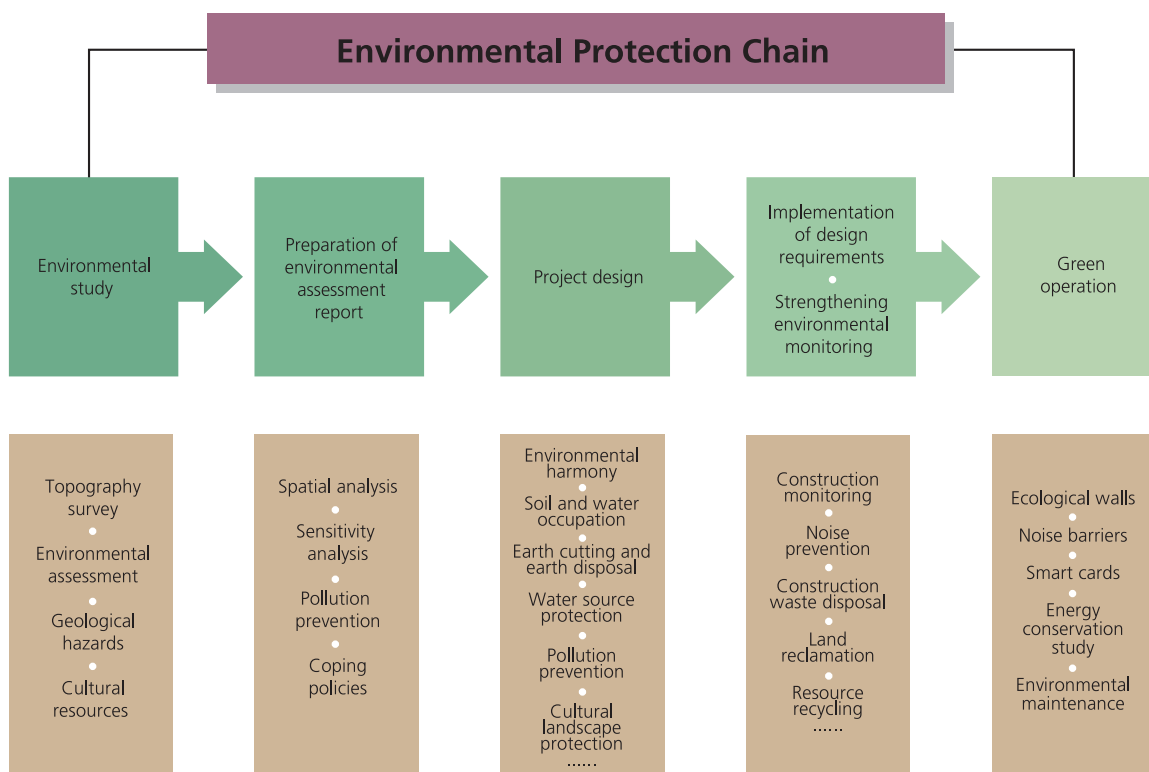 Environmental Protection Chain
Environmental
study
Preparation of
environmental
assessment
report
Project design
Implementation
of design
requirements
Strengthening
environmental
monitoring
Green
operation
Topography
survey
Environmental
assessment
Geological
hazards
Cultural
resources
Spatial analysis
Sensitivity
analysis
Pollution
prevention
Coping
policies
Environmental
harmony
Soil and water
occupation
Earth cutting and
earth disposal
Water source
protection
Pollution
prevention
Cultural
landscape
protection
......
Construction
monitoring
Noise
prevention
Construction
waste disposal
Land
reclamation
Resource
recycling
......
Ecological walls
Noise barriers
Smart cards
Energy
conservation
study
Environmental
maintenance